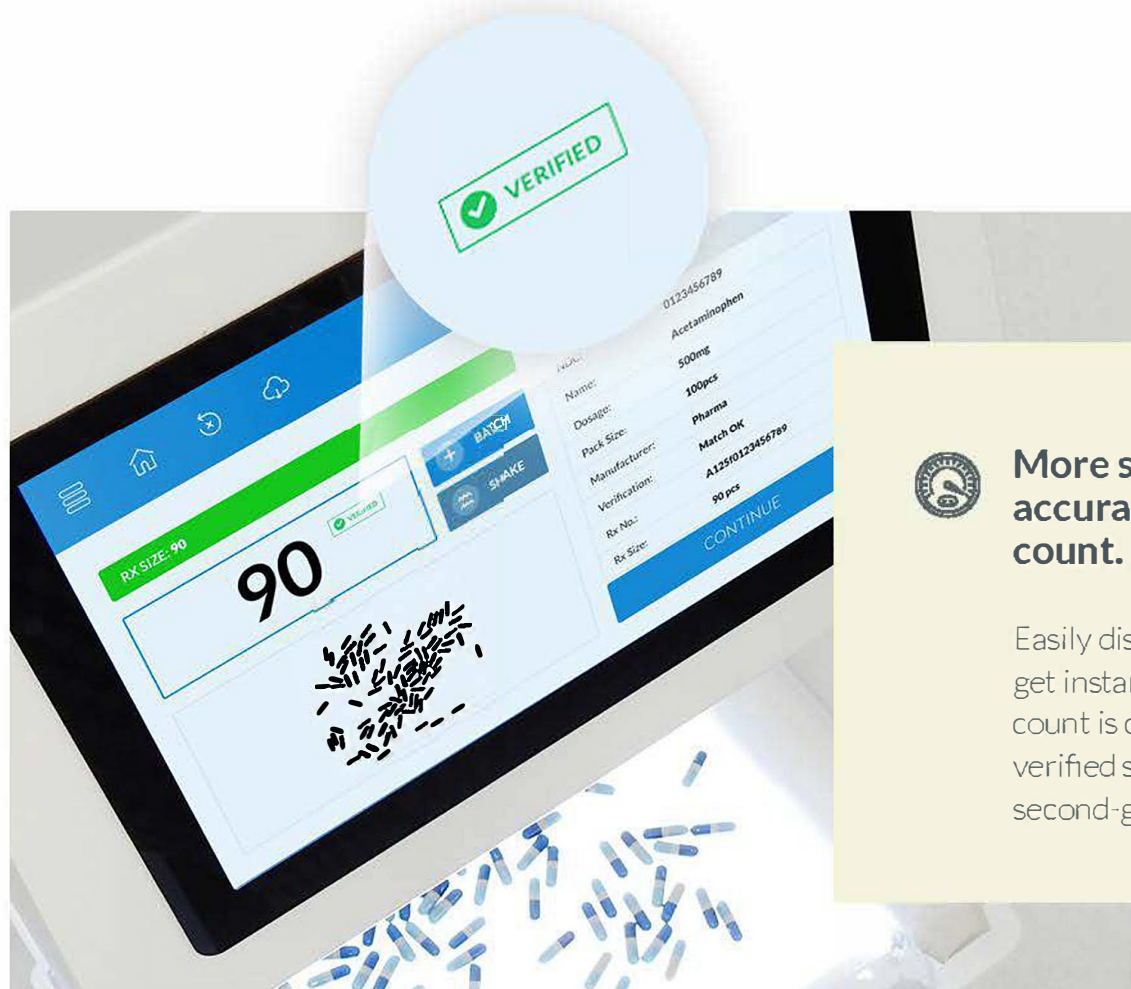 VERIFIED
RX SIZE: 90
90
VERIFIED
BATCH
SHAKE
0123456789
Acetaminophen
Name: 500mg
Dosage: 100pcs
Pack Size: Pharma
Manufacturer: Match OK
Verification: A125f0123456789
Rx No.: 90 pcs
Rx Size:
CONTINUE
More s
accura
count.
Easily dis
get insta
count is
verified s
second-g